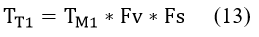 T_T1 = T_M1 * Fv * Fs (13)